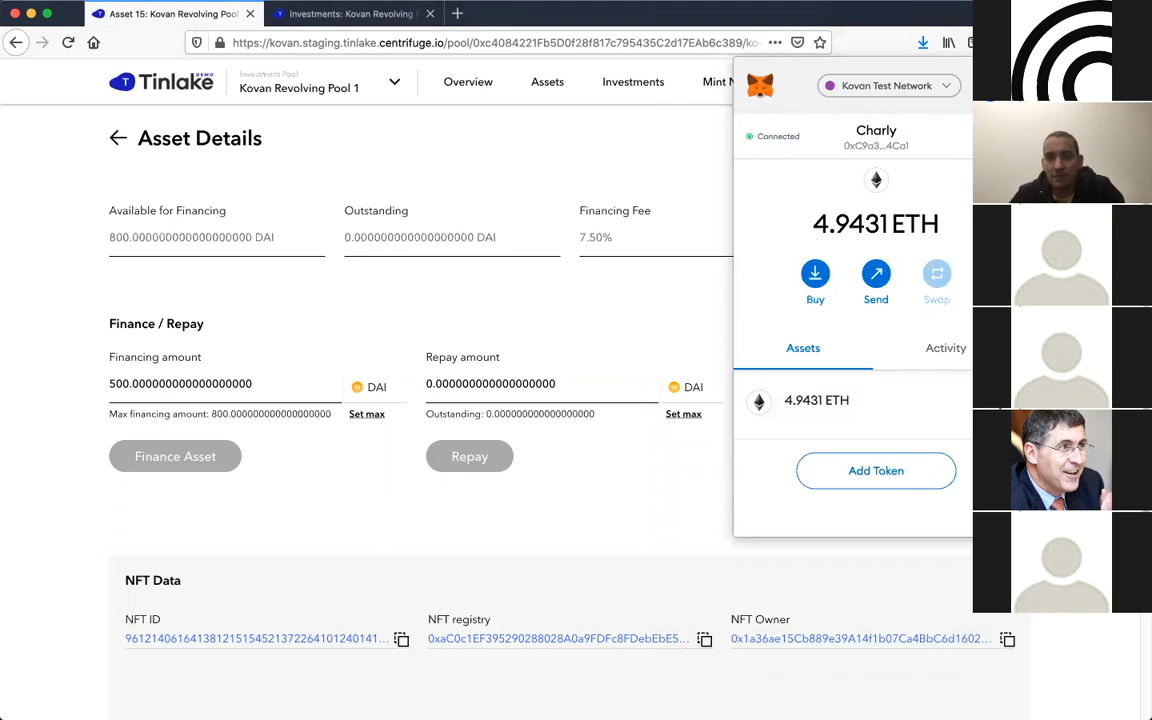 Asset 15: Kovan Revolving Pool
Investments: Kovan Revolving
https://kovan.staging.tinlake.centrifuge.io/pool/0xc4084221Fb5D0f28f817c795435C2d17EAb6c389/ko
Tinlake
DEMO
Investment Pool
Kovan Revolving Pool 1
Overview
Assets
Investments
Mint N
Kovan Test Network
Asset Details
Connected
Charly
0xC9a3...4Ca1
4.9431 ETH
Available for Financing
Outstanding
Financing Fee
800.000000000000000000 DAI
0.000000000000000000 DAI
7.50%
Buy
Send
Swap
Finance / Repay
Assets
Activity
Financing amount
Repay amount
500.000000000000000000
DAI
0.000000000000000000
DAI
4.9431 ETH
Max financing amount: 800.000000000000000000
Set max
Outstanding: 0.000000000000000000
Set max
Finance Asset
Repay
Add Token
NFT Data
NFT ID
NFT registry
NFT Owner
9612140616413812151545213722641012401 41...
0xaC0c1EF395290288028A0a9FDFc8FDebEbE5...
0x1a36ae15Cb889e39A14f1b07Ca4BbC6d1602...